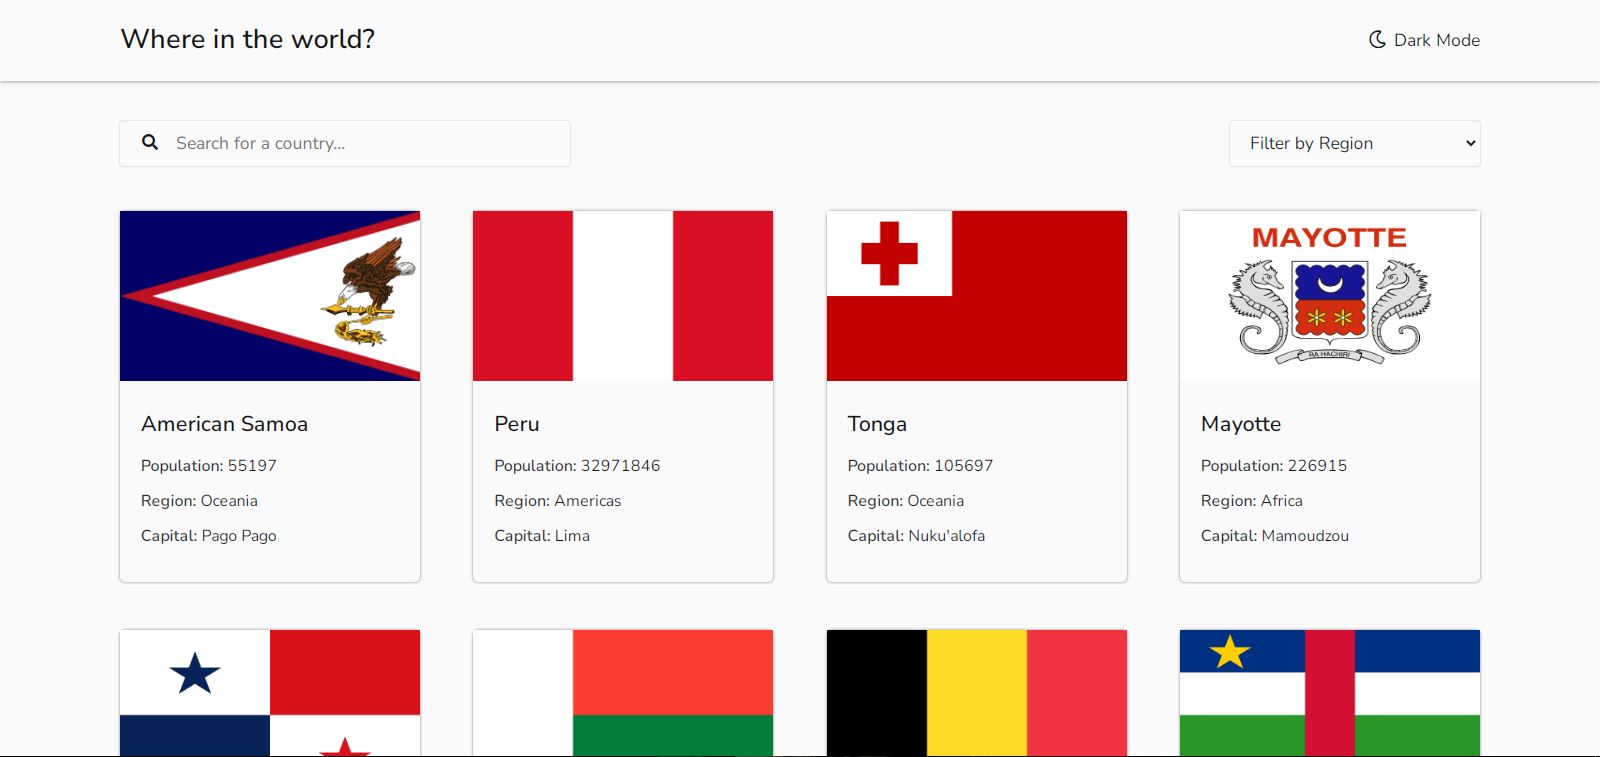 Where in the world?
Dark Mode
Search for a country...
Filter by Region
MAYOTTE
RA HACHIRI
American Samoa
Population: 55197
Region: Oceania
Capital: Pago Pago
Peru
Population: 32971846
Region: Americas
Capital: Lima
Tonga
Population: 105697
Region: Oceania
Capital: Nuku'alofa
Mayotte
Population: 226915
Region: Africa
Capital: Mamoudzou